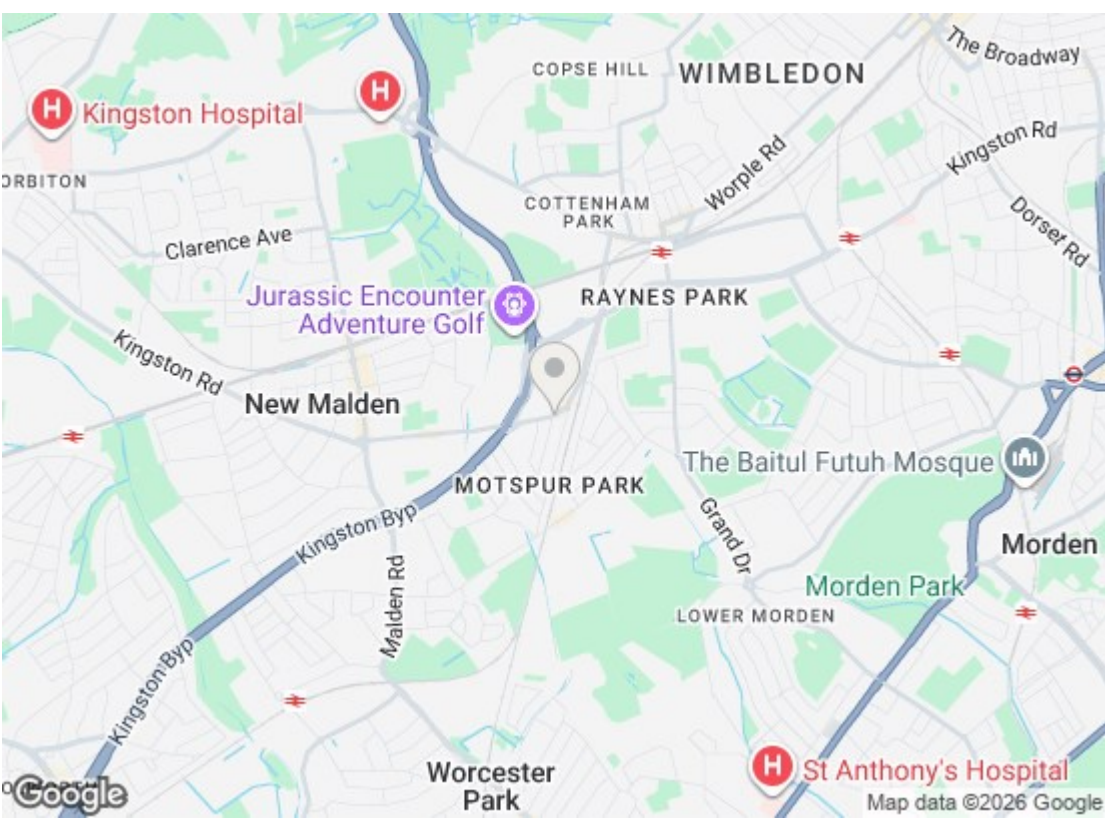 The Broadway
COPSE HILL
WIMBLEDON
H
H
Kingston Hospital
Kingston Rd
ORBITON
Worple Rd
COTTENHAM
PARK
Dorset Rd
Clarence Ave
Jurassic Encounter
Adventure Golf
RAYNES PARK
Kingston Rd
New Malden
The Baitul Futuh Mosque
MOTSPUR PARK
Grand Dr
Kingston Byp
Morden
Malden Rd
Morden Park
LOWER MORDEN
Kingston Byp
Worcester
Park
H
St Anthony's Hospital
Google
Map data ©2026 Google